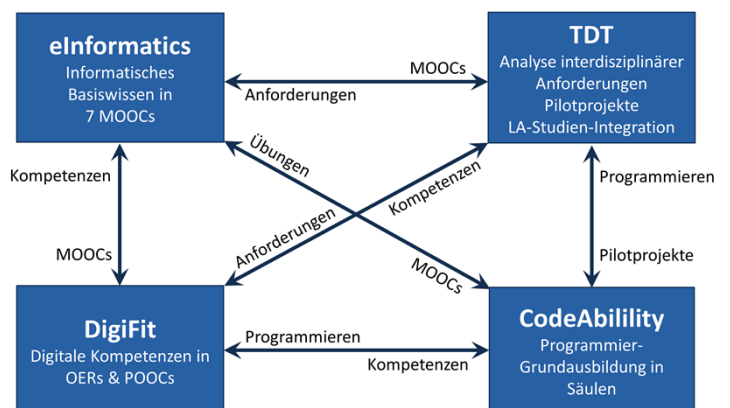 eInformatics
Informatisches
Basiswissen in
7 MOOCs
TDT
Analyse interdisziplinärer
Anforderungen
Pilotprojekte
LA-Studien-Integration
MOOCs
Anforderungen
Übungen
Kompetenzen
Kompetenzen
Programmieren
Anforderungen
MOOCs
MOOCs
Pilotprojekte
DigiFit
Digitale Kompetenzen in
OERs & POOCs
Programmieren
Kompetenzen
CodeAbilility
Programmier-
Grundausbildung in
Säulen